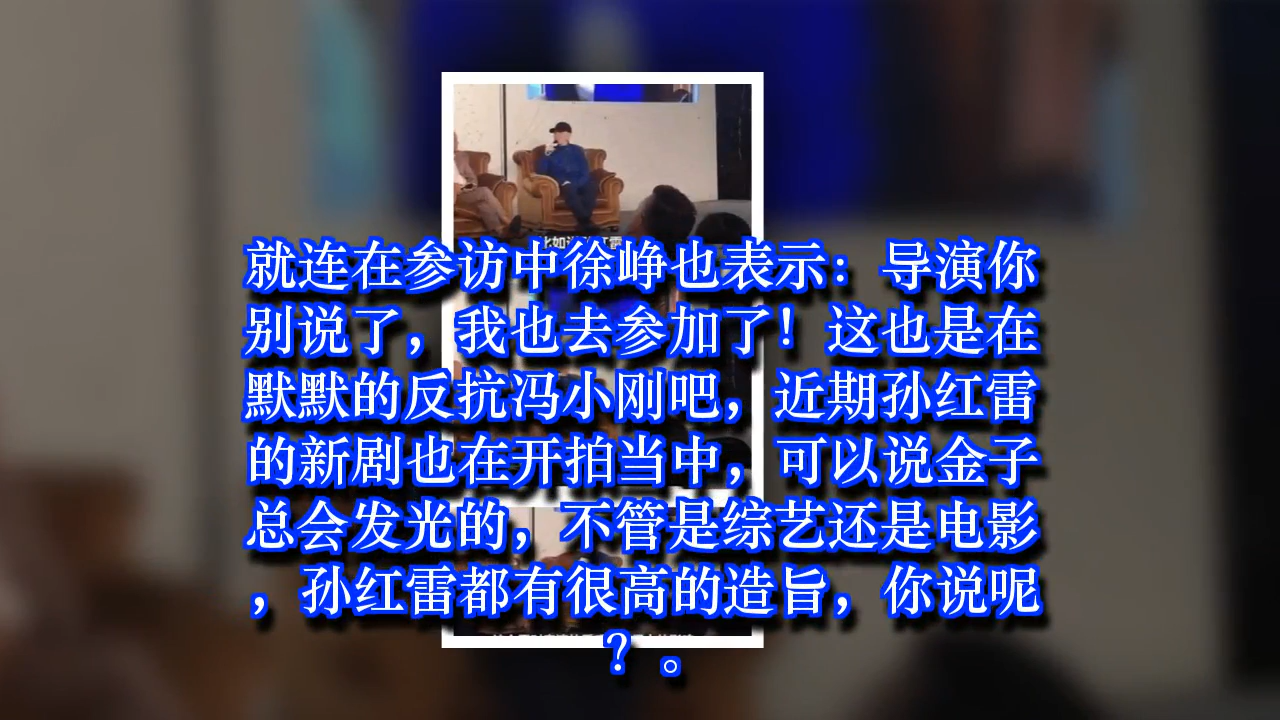 就连在参访中徐峥也表示：导演你
别说了，我也去参加了！这也是在
默默的反抗冯小刚吧，近期孙红雷
的新剧也在开拍当中，可以说金子
总会发光的，不管是综艺还是电影
，孙红雷都有很高的造旨，你说呢
？。